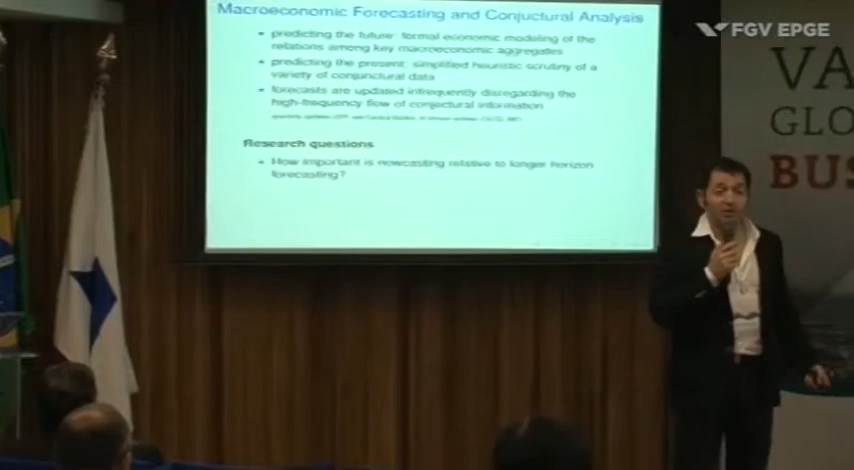 Macroeconomic Forecasting and Conjuctural Analysis
FGV EPGE
• predicting the future: formal economic modeling of the
relations among key macroeconomic aggregates
• predicting the present: simplified heuristic scrutiny of a
variety of conjunctural data
• forecasts are updated infrequently disregarding the
high-frequency flow of conjectural information
Research questions
• How important is nowcasting relative to longer horizon
forecasting?
VA
GLO
BUS